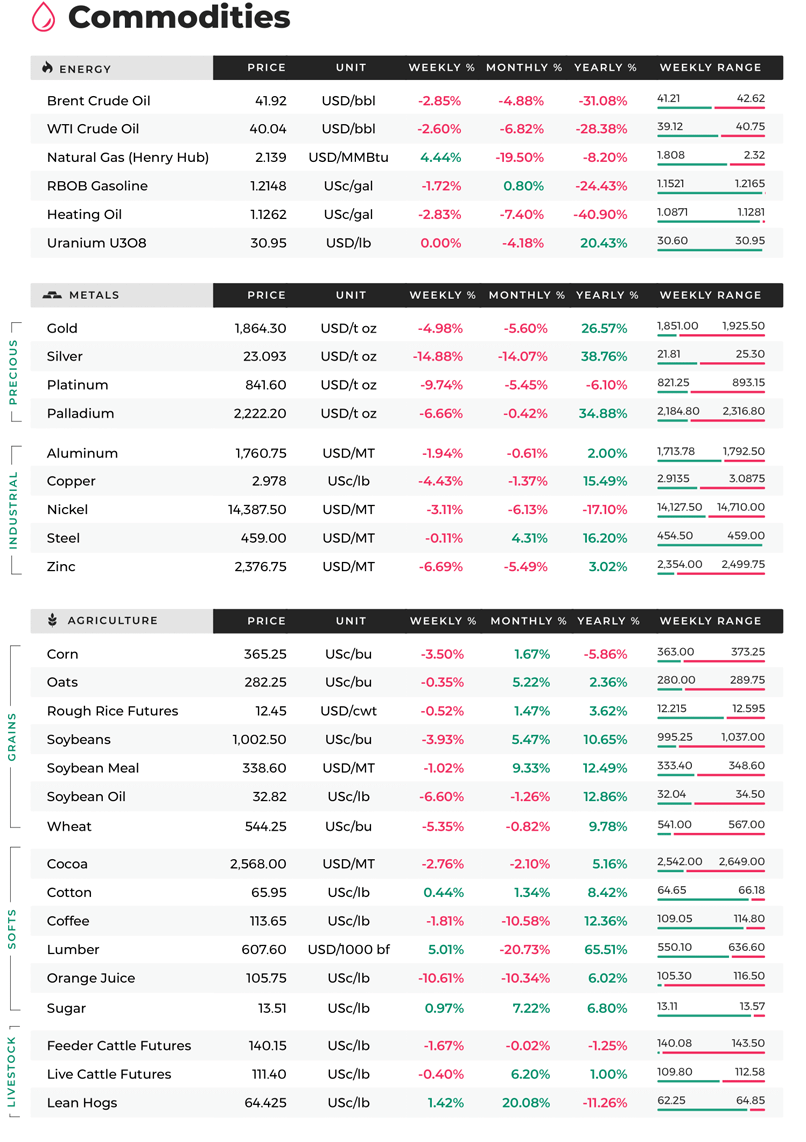 Commodities
ENERGY PRICE UNIT WEEKLY % MONTHLY % YEARLY % WEEKLY RANGE
Brent Crude Oil 41.92 USD/bbl -2.85% -4.88% -31.08% 41.21 42.62
WTI Crude Oil 40.04 USD/bbl -2.60% -6.82% -28.38% 39.12 40.75
Natural Gas (Henry Hub) 2.139 USD/MMBtu 4.44% -19.50% -8.20% 1.808 2.32
RBOB Gasoline 1.2148 USc/gal -1.72% 0.80% -24.43% 1.1521 1.2165
Heating Oil 1.1262 USc/gal -2.83% -7.40% -40.90% 1.0871 1.1281
Uranium U3O8 30.95 USD/lb 0.00% -4.18% 20.43% 30.60 30.95
METALS PRICE UNIT WEEKLY % MONTHLY % YEARLY % WEEKLY RANGE
PRECIOUS
Gold 1,864.30 USD/t oz -4.98% -5.60% 26.57% 1,851.00 1,925.50
Silver 23.093 USD/t oz -14.88% -14.07% 38.76% 21.81 25.30
Platinum 841.60 USD/t oz -9.74% -5.45% -6.10% 821.25 893.15
Palladium 2,222.20 USD/t oz -6.66% -0.42% 34.88% 2,184.80 2,316.80
INDUSTRIAL
Aluminum 1,760.75 USD/MT -1.94% -0.61% 2.00% 1,713.78 1,792.50
Copper 2.978 USc/lb -4.43% -1.37% 15.49% 2.9135 3.0875
Nickel 14,387.50 USD/MT -3.11% -6.13% -17.10% 14,127.50 14,710.00
Steel 459.00 USD/MT -0.11% 4.31% 16.20% 454.50 459.00
Zinc 2,376.75 USD/MT -6.69% -5.49% 3.02% 2,354.00 2,499.75
AGRICULTURE PRICE UNIT WEEKLY % MONTHLY % YEARLY % WEEKLY RANGE
GRAINS
Corn 365.25 USc/bu -3.50% 1.67% -5.86% 363.00 373.25
Oats 282.25 USc/bu -0.35% 5.22% 2.36% 280.00 289.75
Rough Rice Futures 12.45 USD/cwt -0.52% 1.47% 3.62% 12.215 12.595
Soybeans 1,002.50 USc/bu -3.93% 5.47% 10.65% 995.25 1,037.00
Soybean Meal 338.60 USD/MT -1.02% 9.33% 12.49% 333.40 348.60
Soybean Oil 32.82 USc/lb -6.60% -1.26% 12.86% 32.04 34.50
Wheat 544.25 USc/bu -5.35% -0.82% 9.78% 541.00 567.00
SOFTS
Cocoa 2,568.00 USD/MT -2.76% -2.10% 5.16% 2,542.00 2,649.00
Cotton 65.95 USc/lb 0.44% 1.34% 8.42% 64.65 66.18
Coffee 113.65 USc/lb -1.81% -10.58% 12.36% 109.05 114.80
Lumber 607.60 USD/1000 bf 5.01% -20.73% 65.51% 550.10 636.60
Orange Juice 105.75 USc/lb -10.61% -10.34% 6.02% 105.30 116.50
Sugar 13.51 USc/lb 0.97% 7.22% 6.80% 13.11 13.57
LIVESTOCK
Feeder Cattle Futures 140.15 USc/lb -1.67% -0.02% -1.25% 140.08 143.50
Live Cattle Futures 111.40 USc/lb -0.40% 6.20% 1.00% 109.80 112.58
Lean Hogs 64.425 USc/lb 1.42% 20.08% -11.26% 62.25 64.85